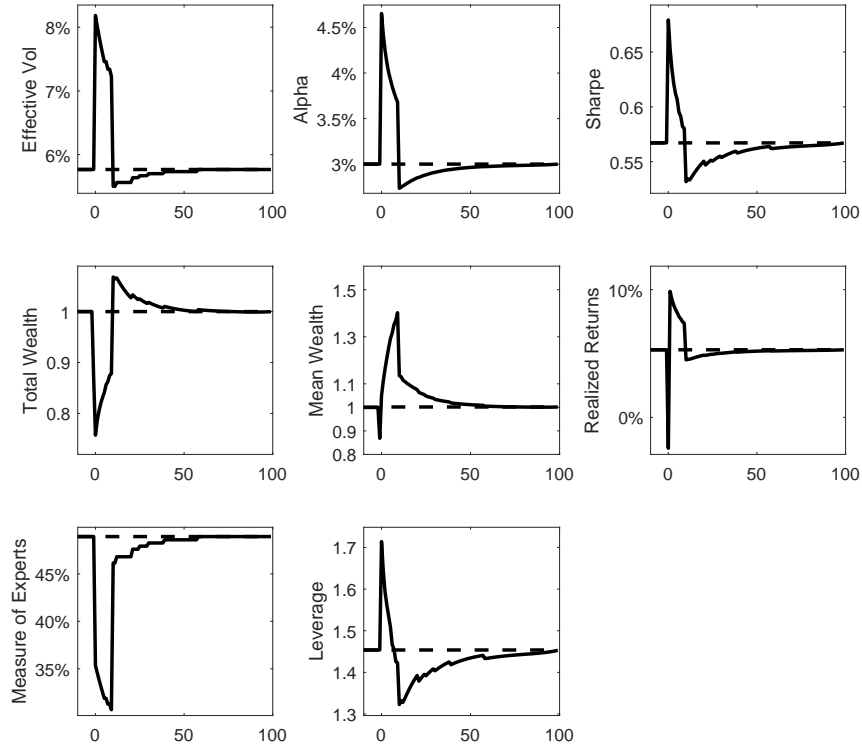 8%
7%
6%
Effective Vol
0 50 100
4.5%
4%
3.5%
3%
Alpha
0 50 100
0.65
0.6
0.55
Sharpe
0 50 100
1
0.9
0.8
Total Wealth
0 50 100
1.5
1.3
1.1
1
0.9
0.8
Mean Wealth
0 50 100
10%
0%
Realized Returns
0 50 100
45%
40%
35%
Measure of Experts
0 50 100
1.7
1.6
1.5
1.4
1.3
Leverage
0 50 100